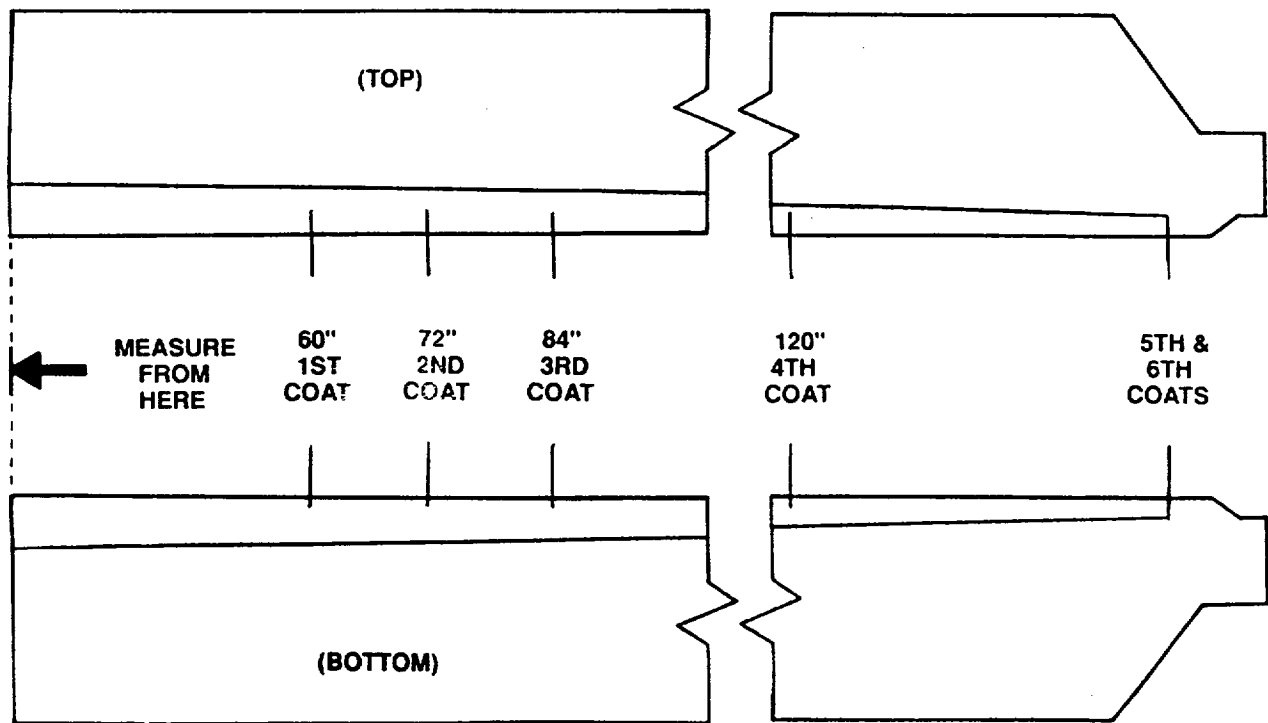 (TOP)
MEASURE
FROM
HERE
60"
1ST
COAT
72"
2ND
COAT
84"
3RD
COAT
120"
4TH
COAT
5TH &
6TH
COATS
(BOTTOM)